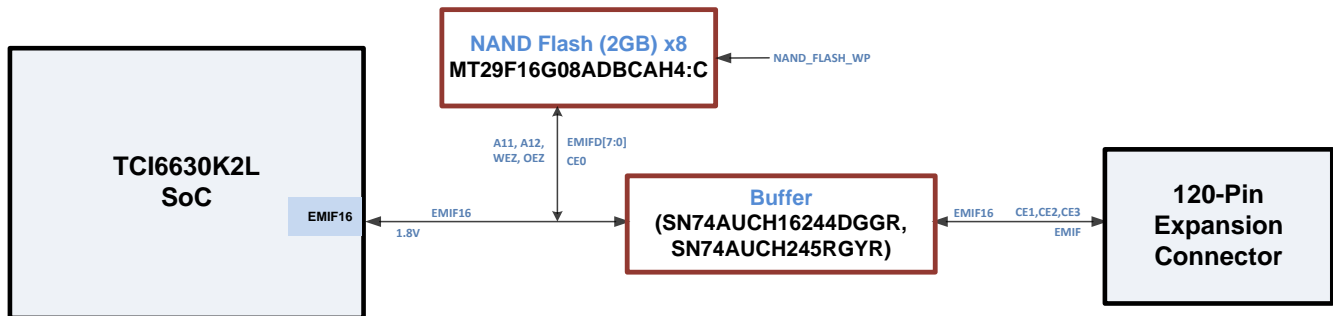 NAND Flash (2GB) x8
MT29F16G08ADBCAH4:C
NAND_FLASH_WP
A11, A12,
WEZ, OEZ
EMIFD[7:0]
CE0
TCI6630K2L
SoC
EMIF16
EMIF16
1.8V
Buffer
(SN74AUCH16244DGGR,
SN74AUCH245RGYR)
EMIF16
CE1,CE2,CE3
EMIF
120-Pin
Expansion
Connector